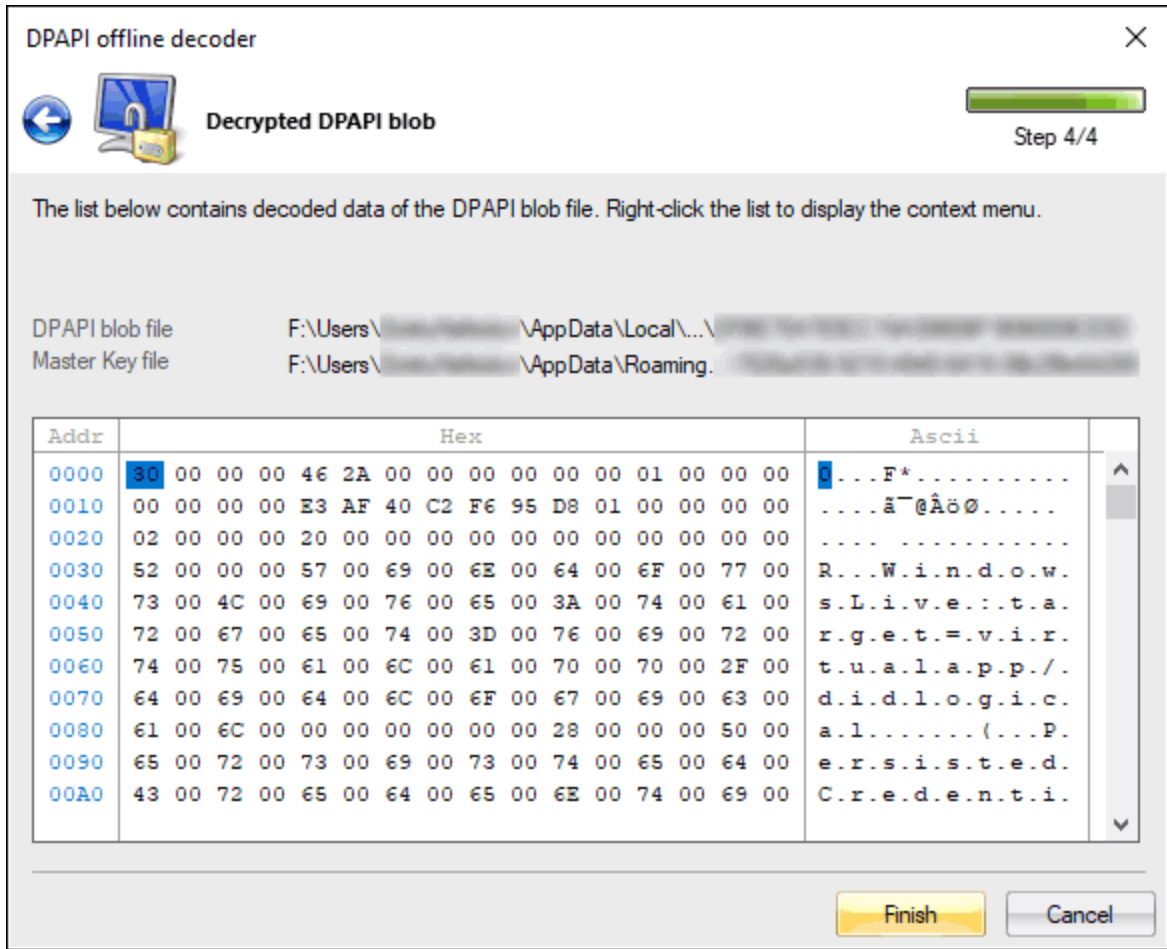 DPAPI offline decoder
Decrypted DPAPI blob
Step 4/4
The list below contains decoded data of the DPAPI blob file. Right-click the list to display the context menu.
DPAPI blob file F:\Users\ \AppData\Local\...\
Master Key file F:\Users\ \AppData\Roaming.
Addr Hex Ascii
0000 30 00 00 00 46 2A 00 00 00 00 00 00 01 00 00 00 0...F*..........
0010 00 00 00 00 E3 AF 40 C2 F6 95 D8 01 00 00 00 00 ....ã¯@ÂöØ.....
0020 02 00 00 00 20 00 00 00 00 00 00 00 00 00 00 00 .... ...........
0030 52 00 00 00 57 00 69 00 6E 00 64 00 6F 00 77 00 R...W.i.n.d.o.w.
0040 73 00 4C 00 69 00 76 00 65 00 3A 00 74 00 61 00 s.L.i.v.e.:.t.a.
0050 72 00 67 00 65 00 74 00 3D 00 76 00 69 00 72 00 r.g.e.t.=.v.i.r.
0060 74 00 75 00 61 00 6C 00 61 00 70 00 70 00 2F 00 t.u.a.l.a.p.p./.
0070 64 00 69 00 64 00 6C 00 6F 00 67 00 69 00 63 00 d.i.d.l.o.g.i.c.
0080 61 00 6C 00 00 00 00 00 00 00 28 00 00 00 50 00 a.l.......(...P.
0090 65 00 72 00 73 00 69 00 73 00 74 00 65 00 64 00 e.r.s.i.s.t.e.d.
00A0 43 00 72 00 65 00 64 00 65 00 6E 00 74 00 69 00 C.r.e.d.e.n.t.i.
Finish Cancel